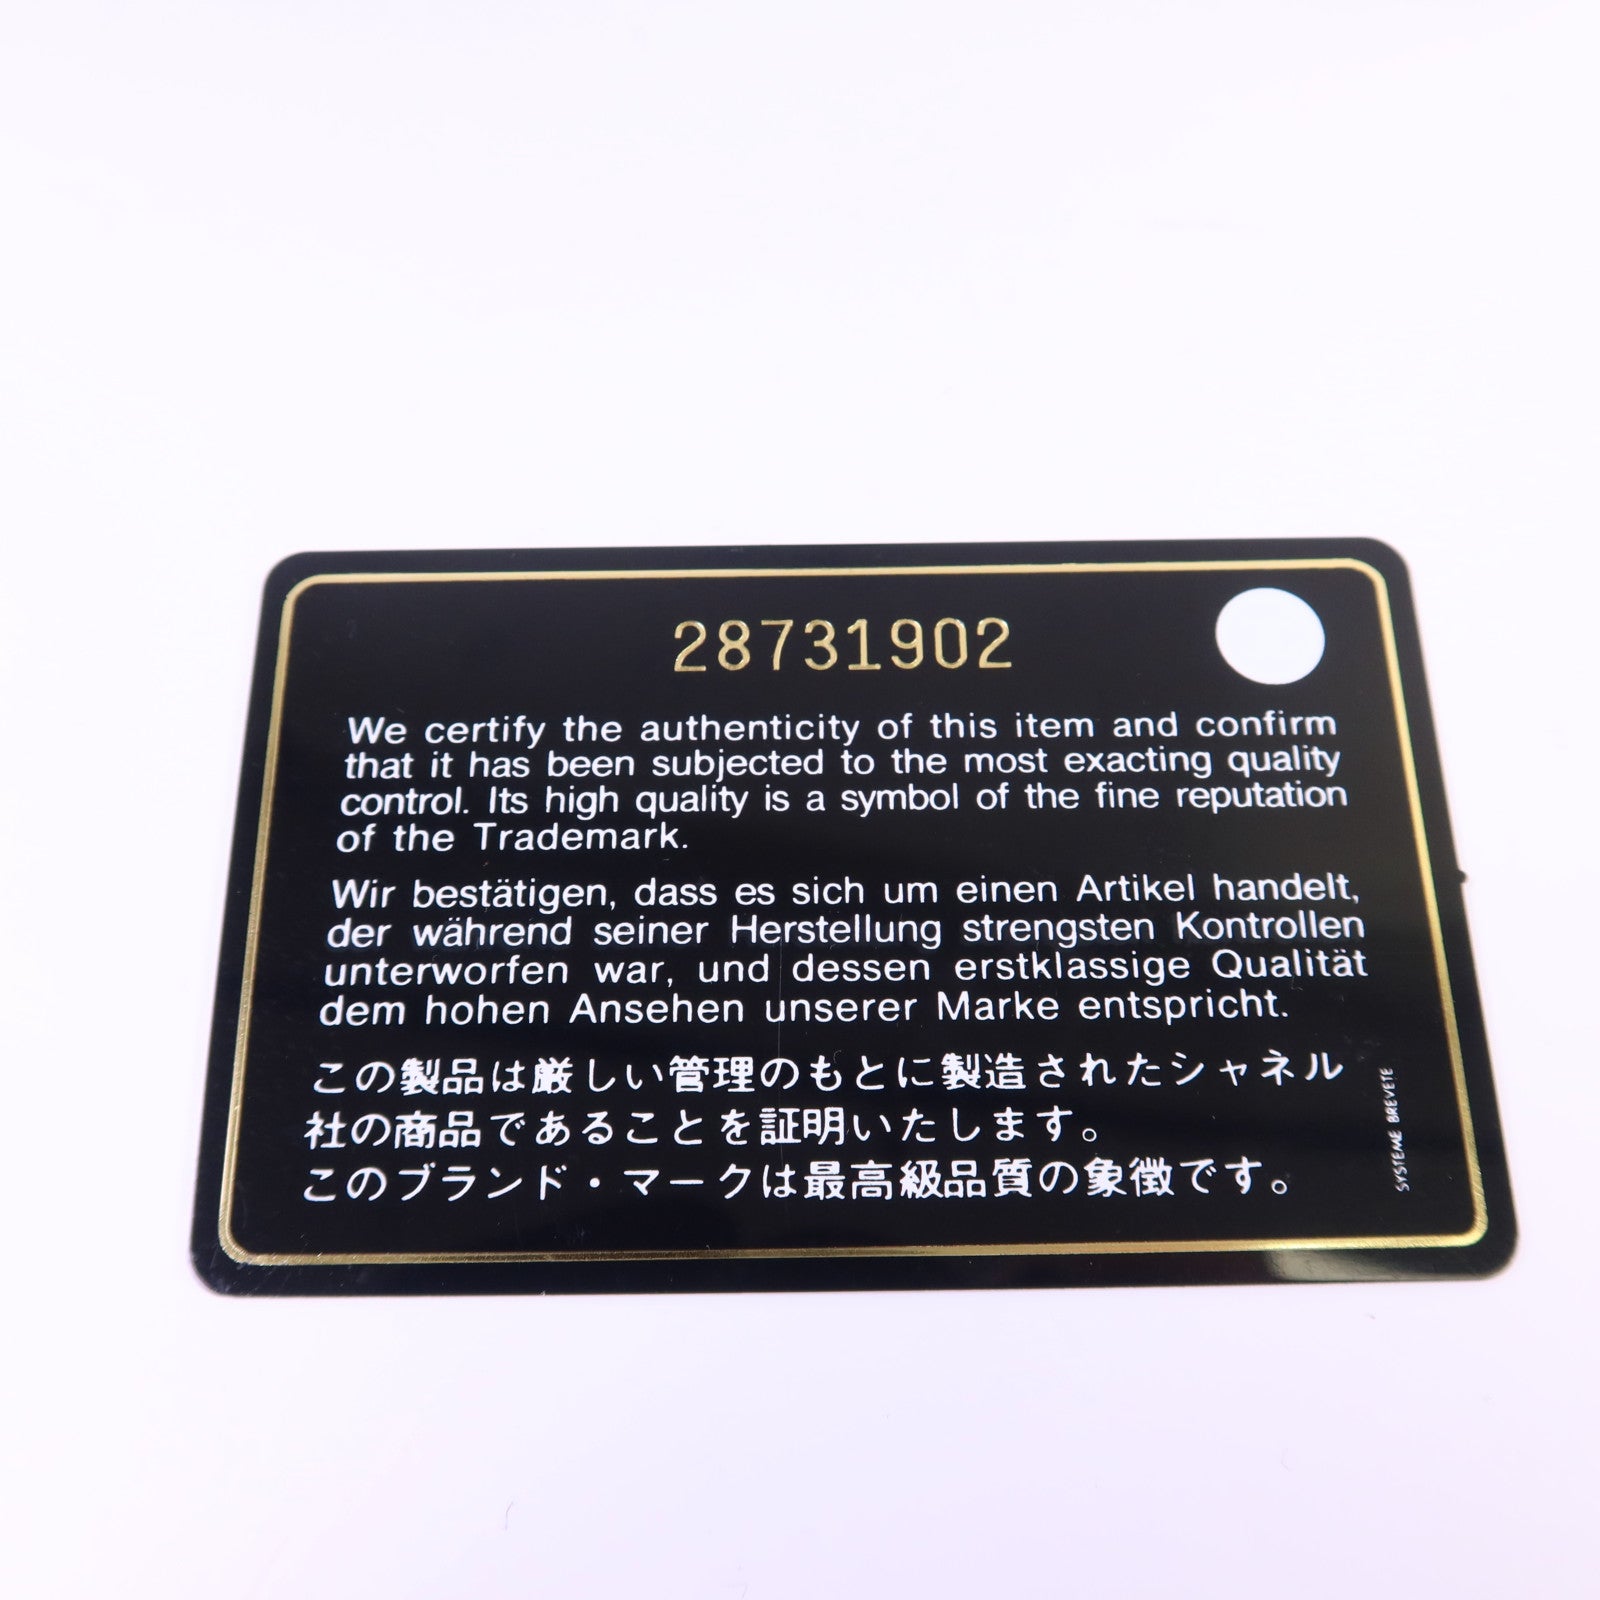 28731902
We certify the authenticity of this item and confirm
that it has been subjected to the most exacting quality
control. Its high quality is a symbol of the fine reputation
of the Trademark.
Wir bestätigen, dass es sich um einen Artikel handelt,
der während seiner Herstellung strengsten Kontrollen
unterworfen war, und dessen erstklassige Qualität
dem hohen Ansehen unserer Marke entspricht.
この製品は厳しい管理のもとに製造されたシャネル
社の商品であることを証明いたします。
このブランド・マークは最高級品質の象徴です。
SYSTEME BREVETE